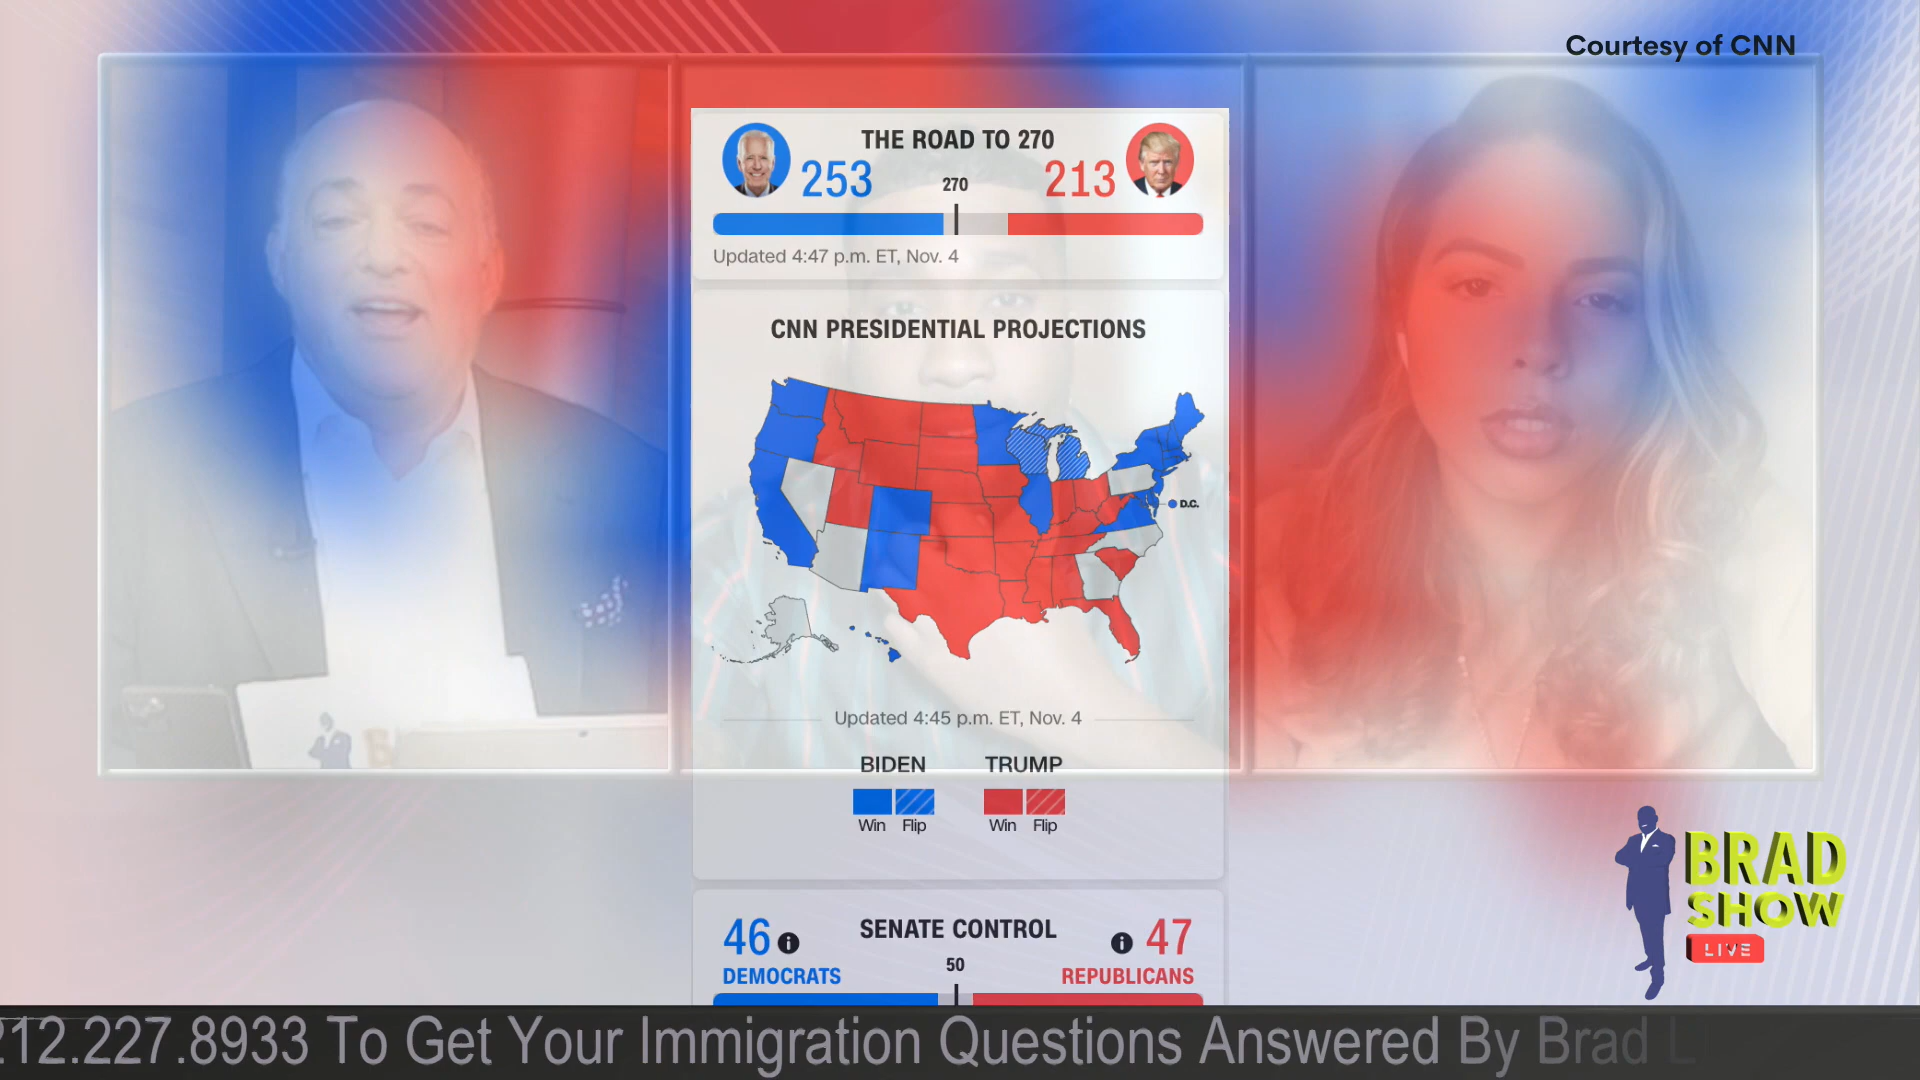 Courtesy of CNN
THE ROAD TO 270
253
270
213
Updated 4:47 p.m. ET, Nov. 4
CNN PRESIDENTIAL PROJECTIONS
D.C.
Updated 4:45 p.m. ET, Nov. 4
BIDEN TRUMP
Win Flip Win Flip
46 SENATE CONTROL 47
50
DEMOCRATS REPUBLICANS
BRAD
SHOW
LIVE
212.227.8933 To Get Your Immigration Questions Answered By Brad L